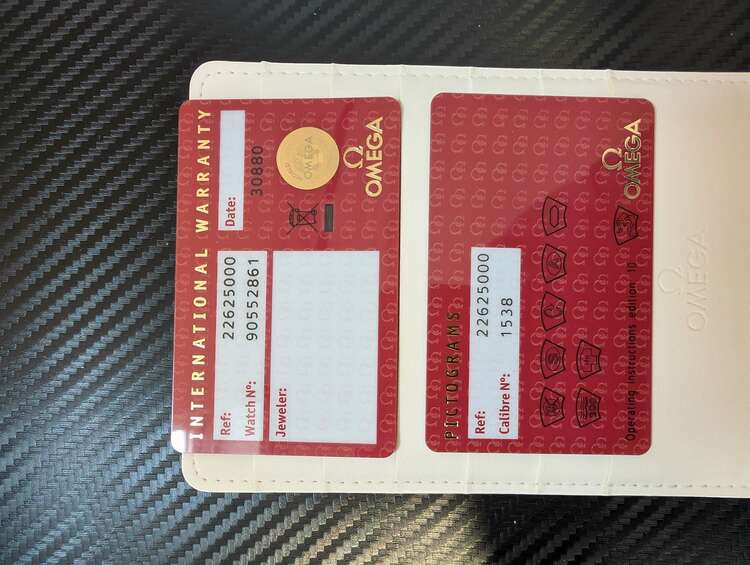 INTERNATIONAL WARRANTY
Ref: 22625000
Watch Nº: 90552861
Date:
30880
Jeweler:
OMEGA
Ω
OMEGA
PICTOGRAMS
Ref: 22625000
Calibre Nº: 1538
Operating instructions edition 10
Ω
OMEGA
Ω
OMEGA